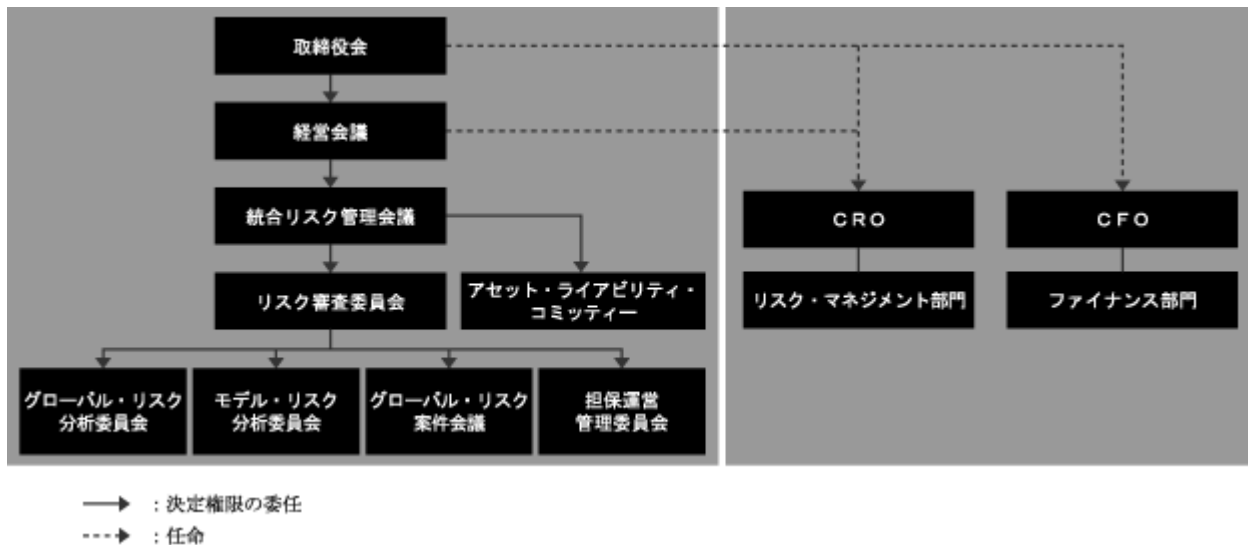 取締役会
経営会議
統合リスク管理会議
リスク審査委員会
アセット・ライアビリティ・
コミッティー
グローバル・リスク
分析委員会
モデル・リスク
分析委員会
グローバル・リスク
案件会議
担保運営
管理委員会
ＣＲＯ
ＣＦＯ
リスク・マネジメント部門
ファイナンス部門
：決定権限の委任
：任命